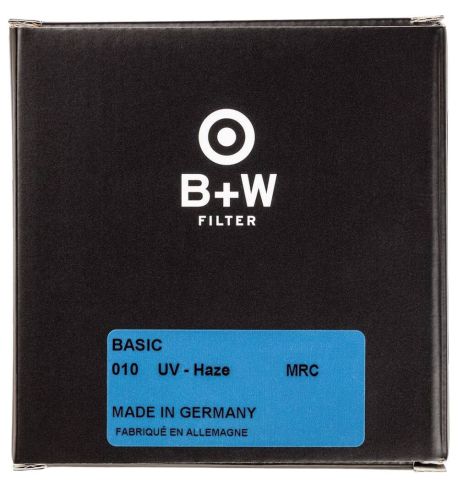 B+W
FILTER
BASIC
010 UV - Haze MRC
MADE IN GERMANY
FABRIQUÉ EN ALLEMAGNE